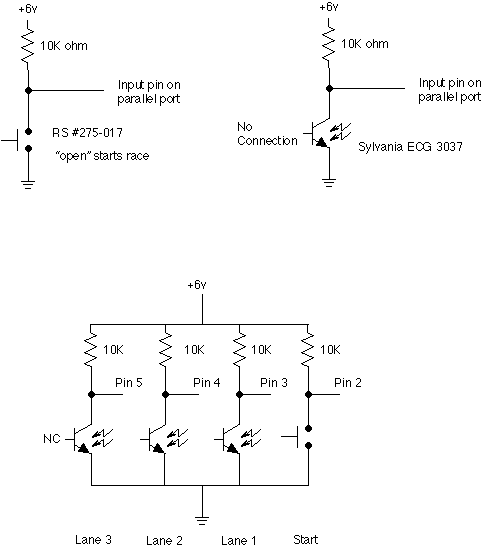 +6v
10K ohm
Input pin on
parallel port
RS #275-017
"open" starts race
+6v
10K ohm
Input pin on
parallel port
No
Connection
Sylvania ECG 3037
+6v
10K
10K
10K
10K
Pin 5
Pin 4
Pin 3
Pin 2
NC
Lane 3
Lane 2
Lane 1
Start